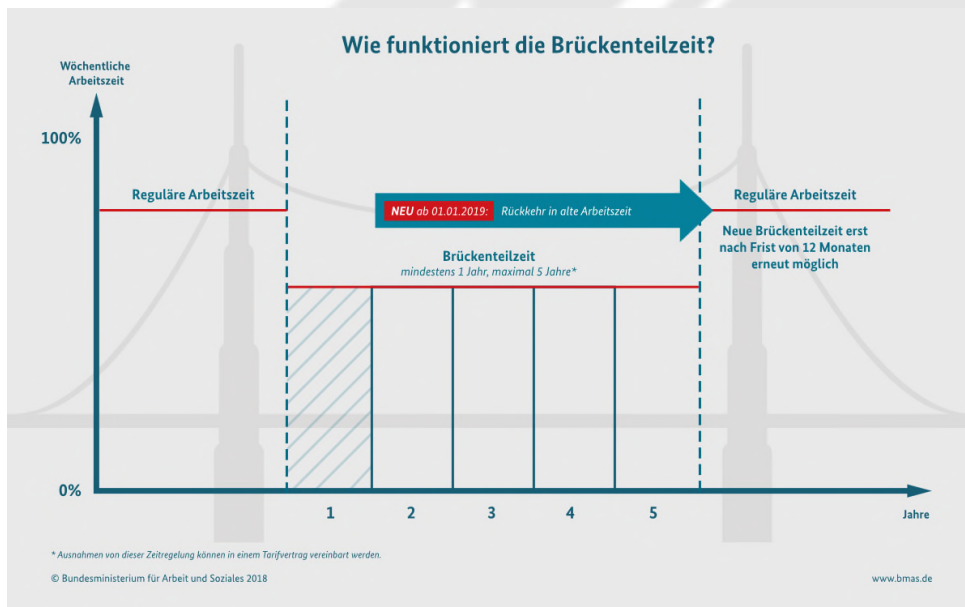 Wie funktioniert die Brückenteilzeit?
Wöchentliche
Arbeitszeit
100%
Reguläre Arbeitszeit
NEU ab 01.01.2019: Rückkehr in alte Arbeitszeit
Reguläre Arbeitszeit
Neue Brückenteilzeit erst
nach Frist von 12 Monaten
erneut möglich
Brückenteilzeit
mindestens 1 Jahr, maximal 5 Jahre*
0%
1 2 3 4 5
Jahre
* Ausnahmen von dieser Zeitregelung können in einem Tarifvertrag vereinbart werden.
© Bundesministerium für Arbeit und Soziales 2018
www.bmas.de